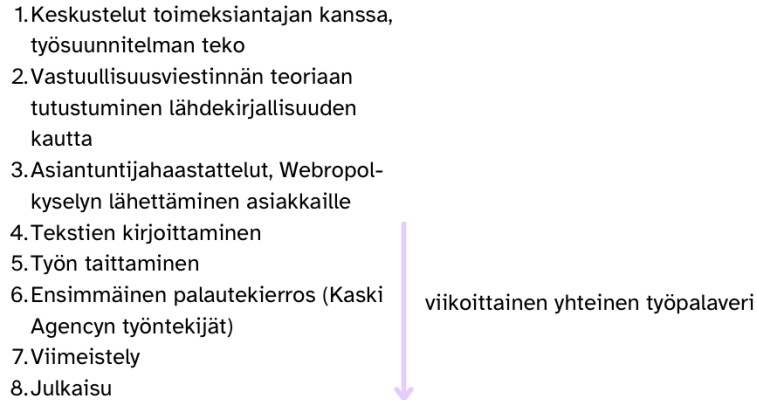 1. Keskustelut toimeksiantajan kanssa,
työsuunnitelman teko
2. Vastuullisuusviestinnän teoriaan
tutustuminen lähdekirjallisuuden
kautta
3. Asiantuntijahaastattelut, Webropol-
kyselyn lähettäminen asiakkaille
4. Tekstien kirjoittaminen
5. Työn taittaminen
6. Ensimmäinen palautekierros (Kaski
Agencyn työntekijät)
7. Viimeistely
8. Julkaisu
viikoittainen yhteinen työpalaveri